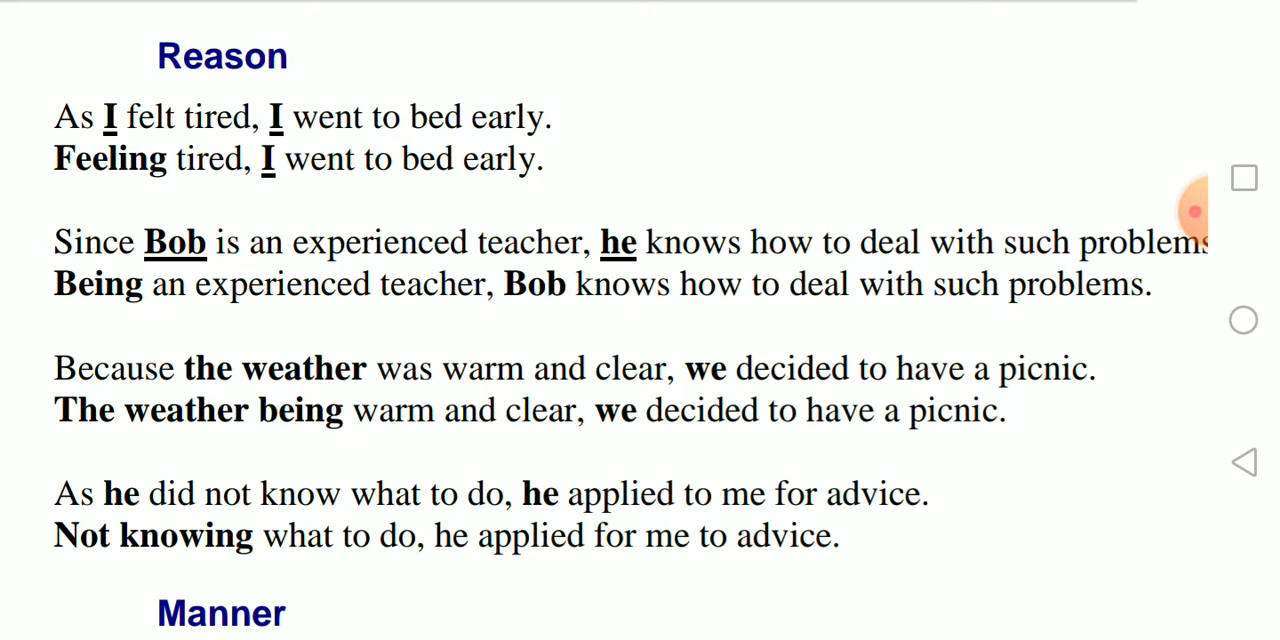 Reason
As I felt tired, I went to bed early.
Feeling tired, I went to bed early.
Since Bob is an experienced teacher, he knows how to deal with such problems
Being an experienced teacher, Bob knows how to deal with such problems.
Because the weather was warm and clear, we decided to have a picnic.
The weather being warm and clear, we decided to have a picnic.
As he did not know what to do, he applied to me for advice.
Not knowing what to do, he applied for me to advice.
Manner